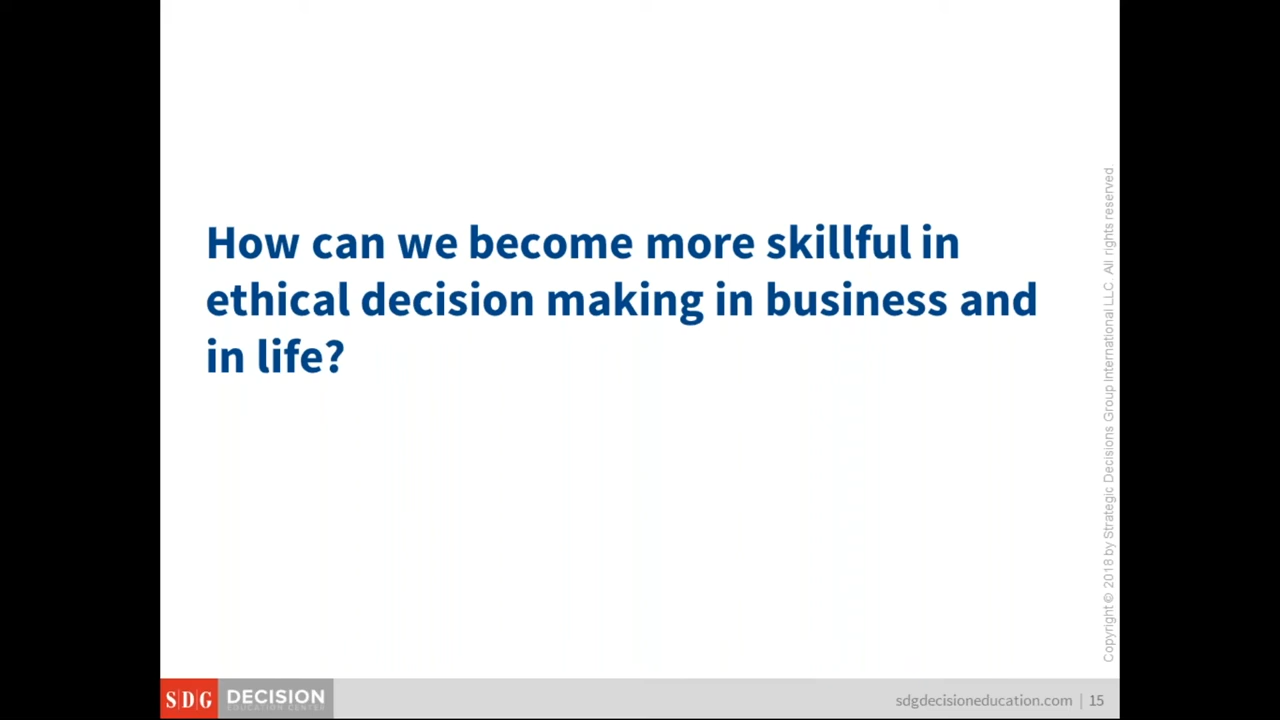 How can we become more skillful in
ethical decision making in business and
in life?
Copyright © 2018 by Strategic Decisions Group International LLC. All rights reserved.
SDG DECISION
EDUCATION CENTER
sdgdecisioneducation.com | 15